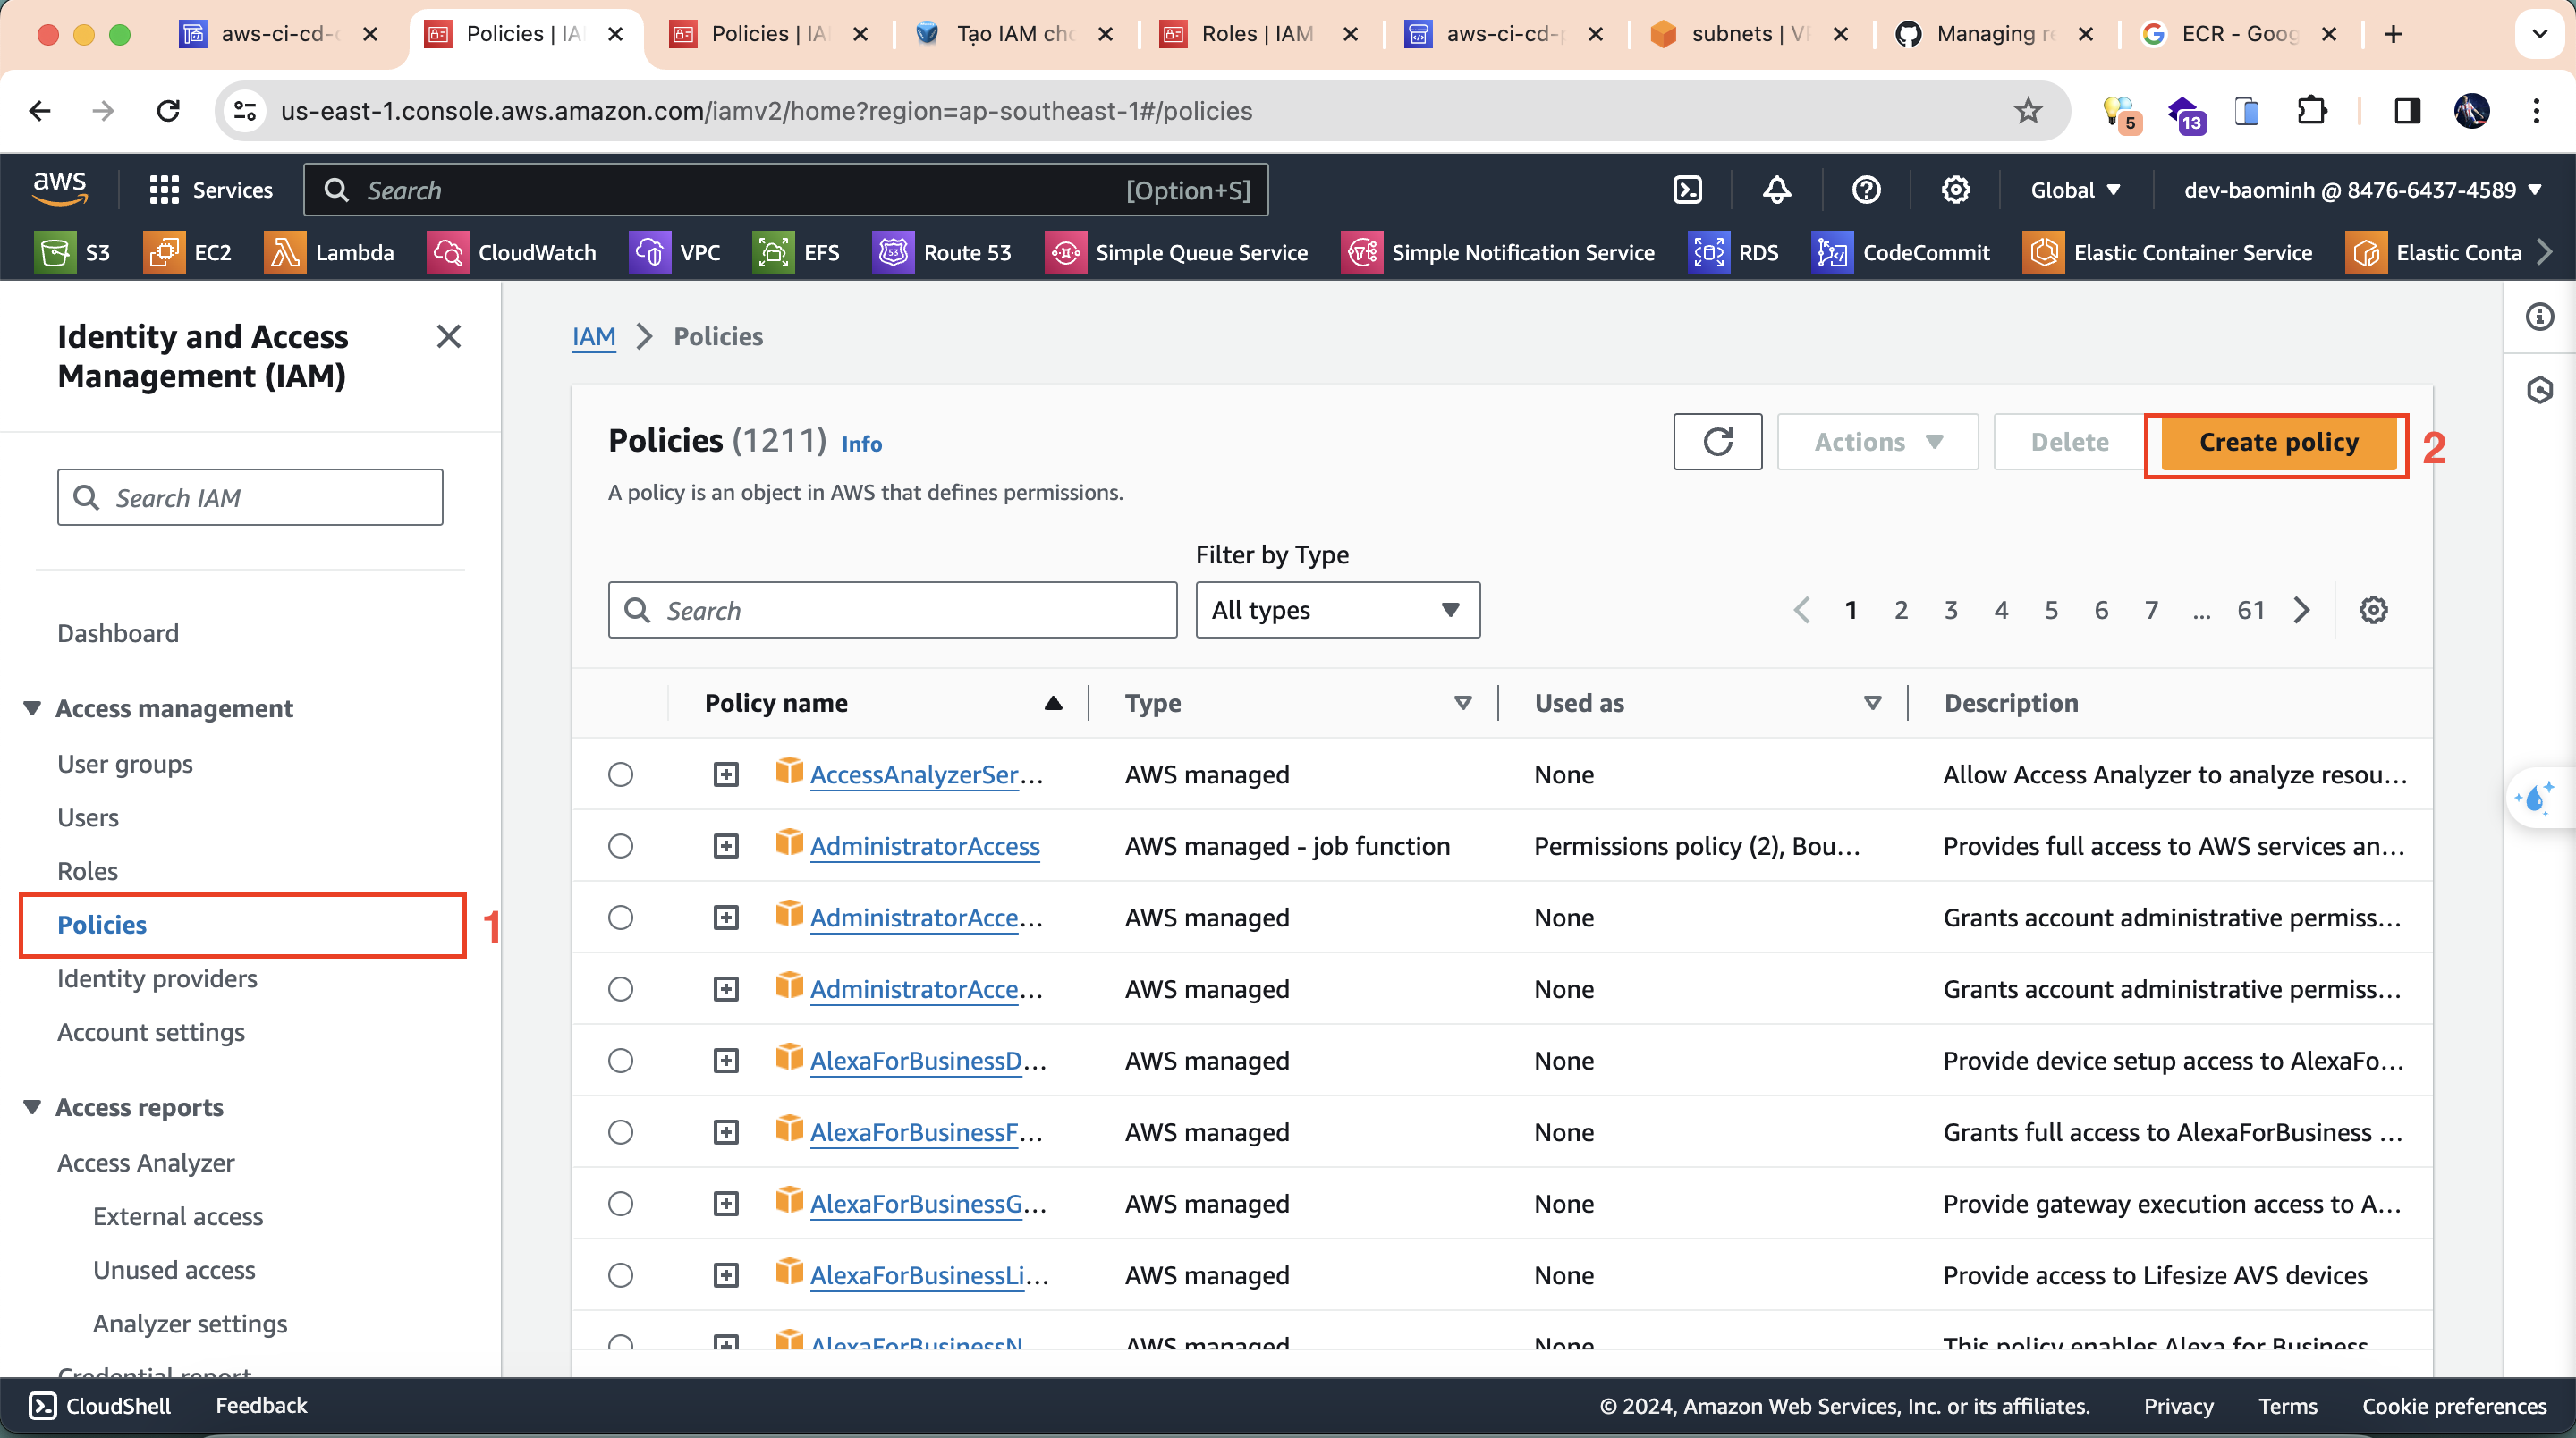 aws-ci-cd-
Policies | IA
Policies | IA
Tạo IAM cho
Roles | IAM
aws-ci-cd-
subnets | VP
Managing re
ECR - Goog
us-east-1.console.aws.amazon.com/iamv2/home?region=ap-southeast-1#/policies
5
13
aws
Services
Search
[Option+S]
Global
dev-baominh @ 8476-6437-4589
S3
EC2
Lambda
CloudWatch
VPC
EFS
Route 53
Simple Queue Service
Simple Notification Service
RDS
CodeCommit
Elastic Container Service
Elastic Conta
Identity and Access
Management (IAM)
Search IAM
Dashboard
Access management
User groups
Users
Roles
Policies
1
Identity providers
Account settings
Access reports
Access Analyzer
External access
Unused access
Analyzer settings
Credential report
IAM
Policies
Policies (1211) Info
A policy is an object in AWS that defines permissions.
Actions
Delete
Create policy
2
Filter by Type
Search
All types
1 2 3 4 5 6 7 ... 61
Policy name
Type
Used as
Description
AccessAnalyzerSer... AWS managed None Allow Access Analyzer to analyze resou...
AdministratorAccess AWS managed - job function Permissions policy (2), Bou... Provides full access to AWS services an...
AdministratorAcce... AWS managed None Grants account administrative permiss...
AdministratorAcce... AWS managed None Grants account administrative permiss...
AlexaForBusinessD... AWS managed None Provide device setup access to AlexaFo...
AlexaForBusinessF... AWS managed None Grants full access to AlexaForBusiness ...
AlexaForBusinessG... AWS managed None Provide gateway execution access to A...
AlexaForBusinessLi... AWS managed None Provide access to Lifesize AVS devices
AlexaForBusinessN AWS managed None This policy enables Alexa for Business
CloudShell
Feedback
© 2024, Amazon Web Services, Inc. or its affiliates.
Privacy
Terms
Cookie preferences